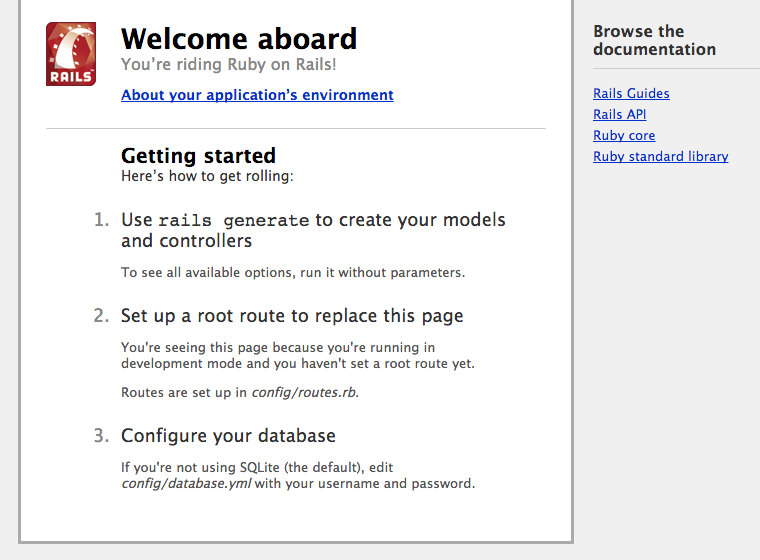 RAILS
Welcome aboard
You’re riding Ruby on Rails!
About your application’s environment
Getting started
Here’s how to get rolling:
1. Use rails generate to create your models
and controllers
To see all available options, run it without parameters.
2. Set up a root route to replace this page
You're seeing this page because you're running in
development mode and you haven't set a root route yet.
Routes are set up in config/routes.rb.
3. Configure your database
If you're not using SQLite (the default), edit
config/database.yml with your username and password.
Browse the
documentation
Rails Guides
Rails API
Ruby core
Ruby standard library